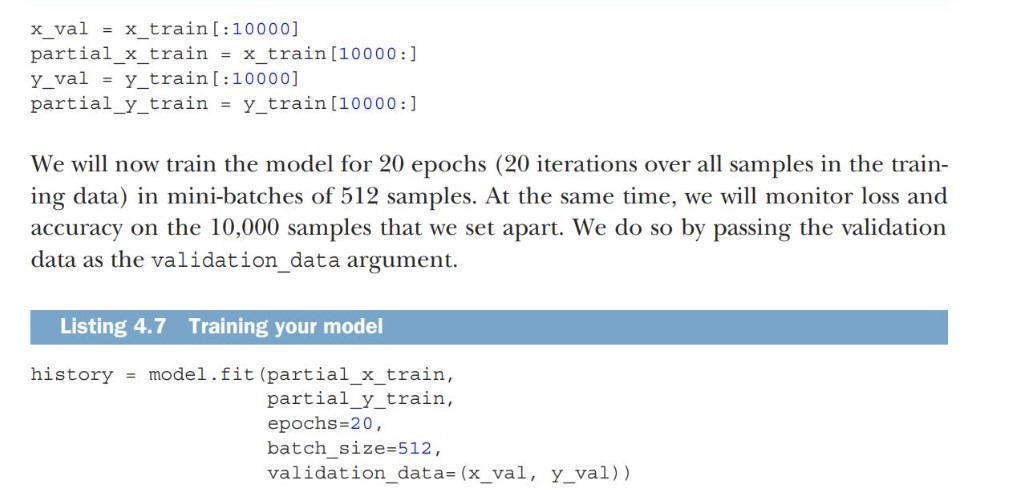 x_val = x_train[:10000]
partial_x_train = x_train[10000:]
y_val = y_train[:10000]
partial_y_train = y_train[10000:]
We will now train the model for 20 epochs (20 iterations over all samples in the train-
ing data) in mini-batches of 512 samples. At the same time, we will monitor loss and
accuracy on the 10,000 samples that we set apart. We do so by passing the validation
data as the validation_data argument.
Listing 4.7 Training your model
history = model.fit(partial_x_train,
partial_y_train,
epochs=20,
batch_size=512,
validation_data=(x_val, y_val))